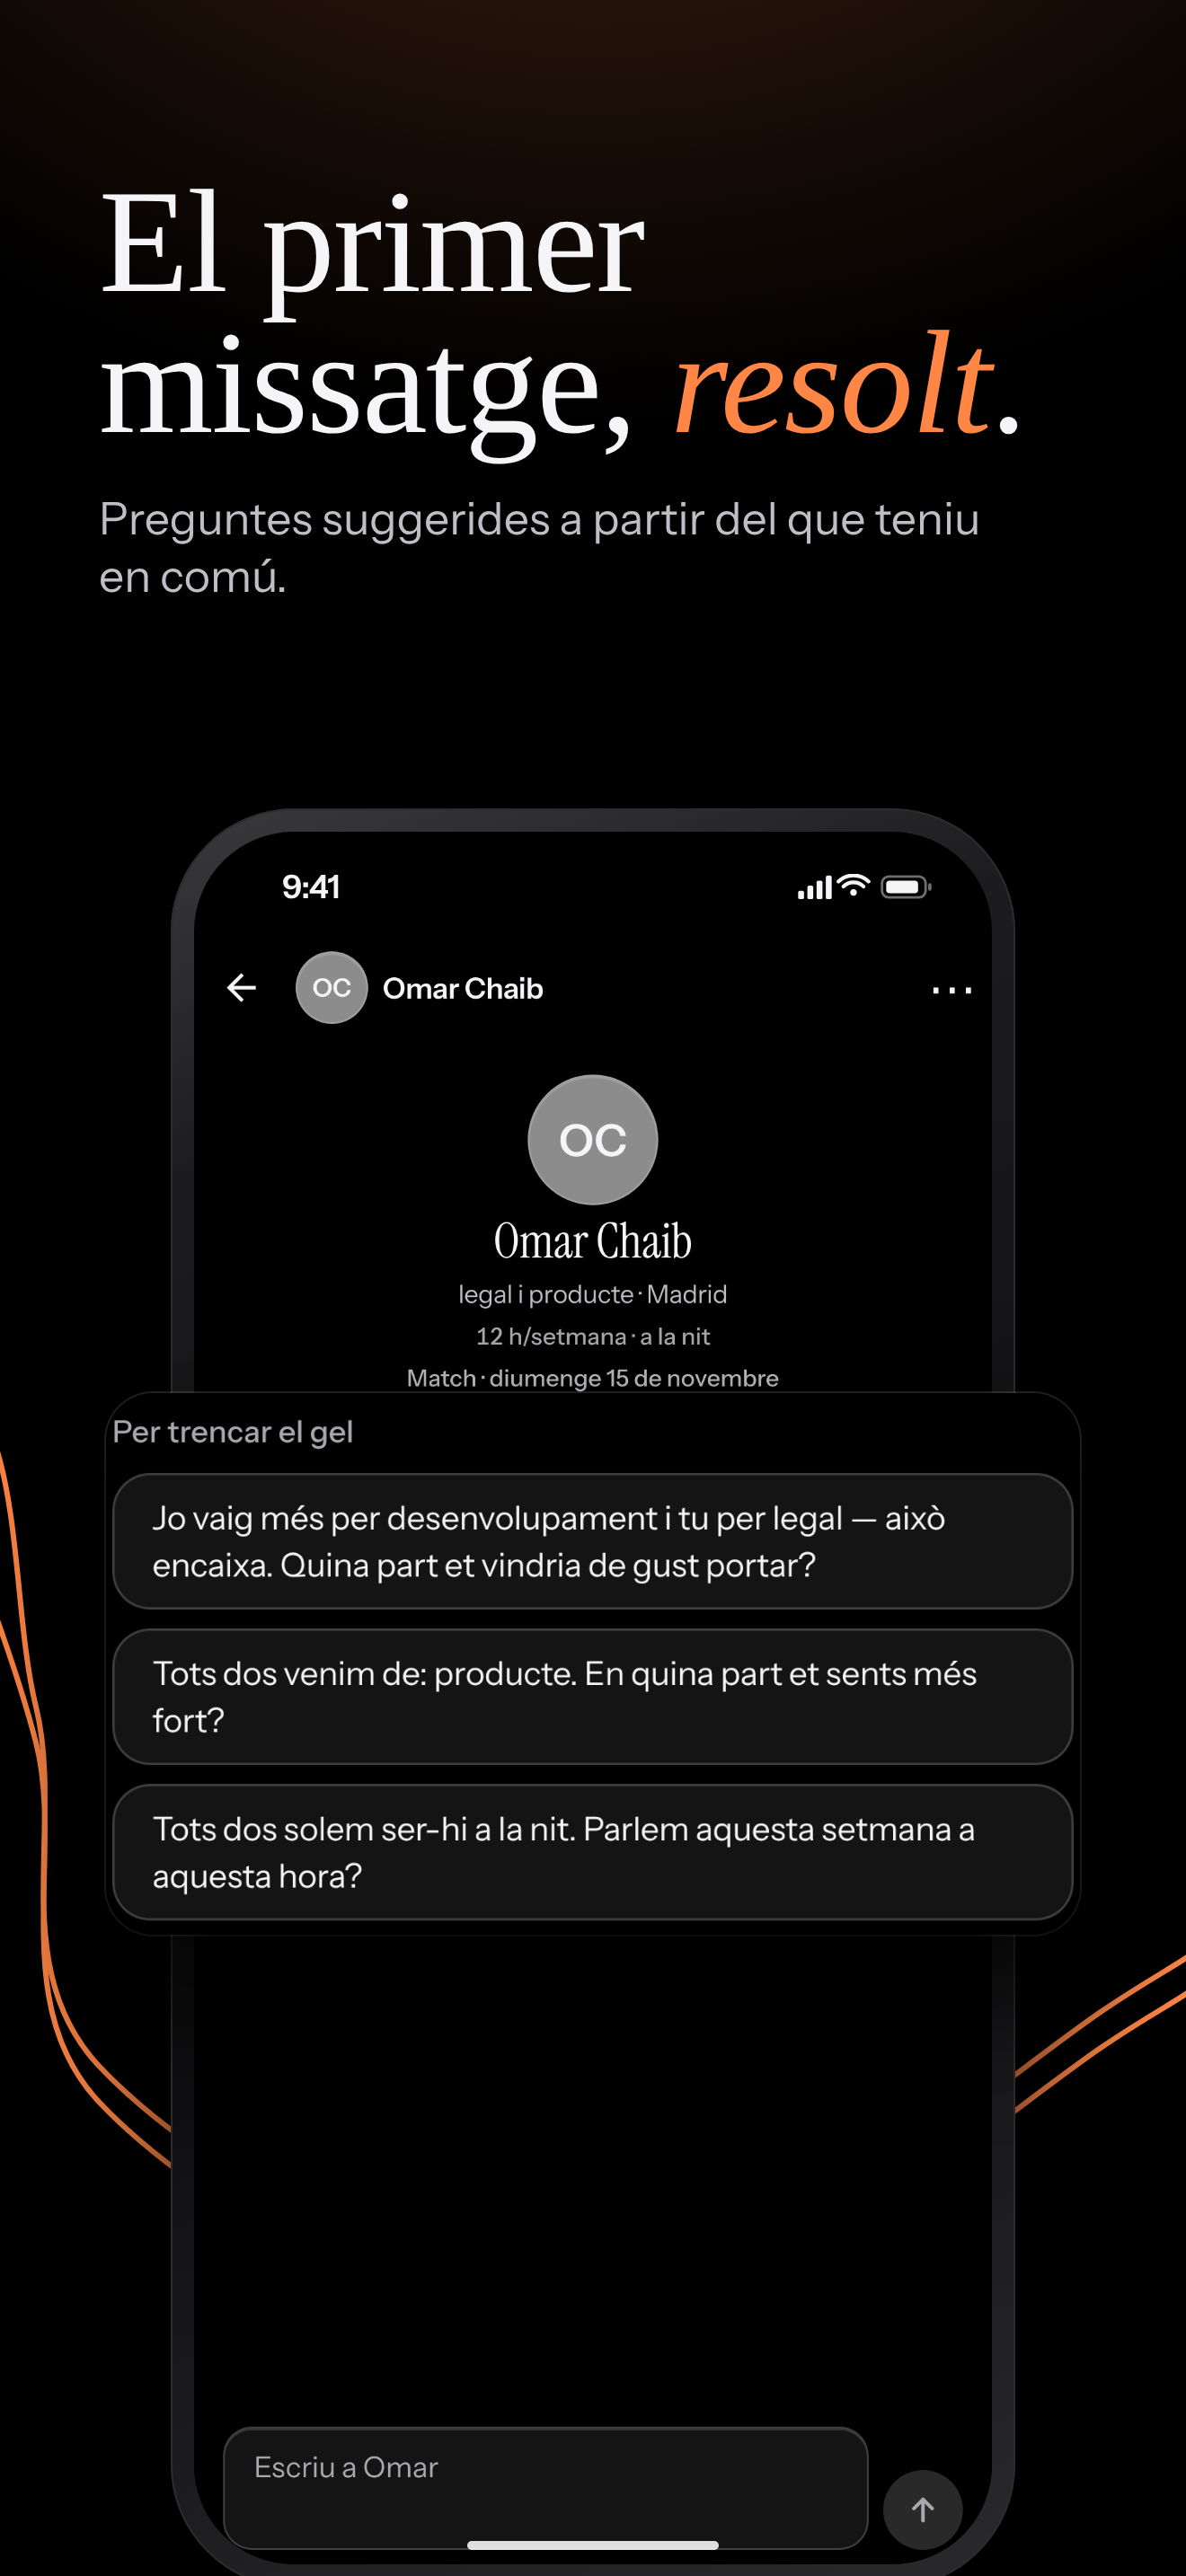 El primer
missatge, resolt.
Preguntes suggerides a partir del que teniu
en comú.
9:41
OC Omar Chaib ...
OC
Omar Chaib
legal i producte · Madrid
12 h/setmana · a la nit
Match · diumenge 15 de novembre
Per trencar el gel
Jo vaig més per desenvolupament i tu per legal — això
encaixa. Quina part et vindria de gust portar?
Tots dos venim de: producte. En quina part et sents més
fort?
Tots dos solem ser-hi a la nit. Parlem aquesta setmana a
aquesta hora?
Escriu a Omar